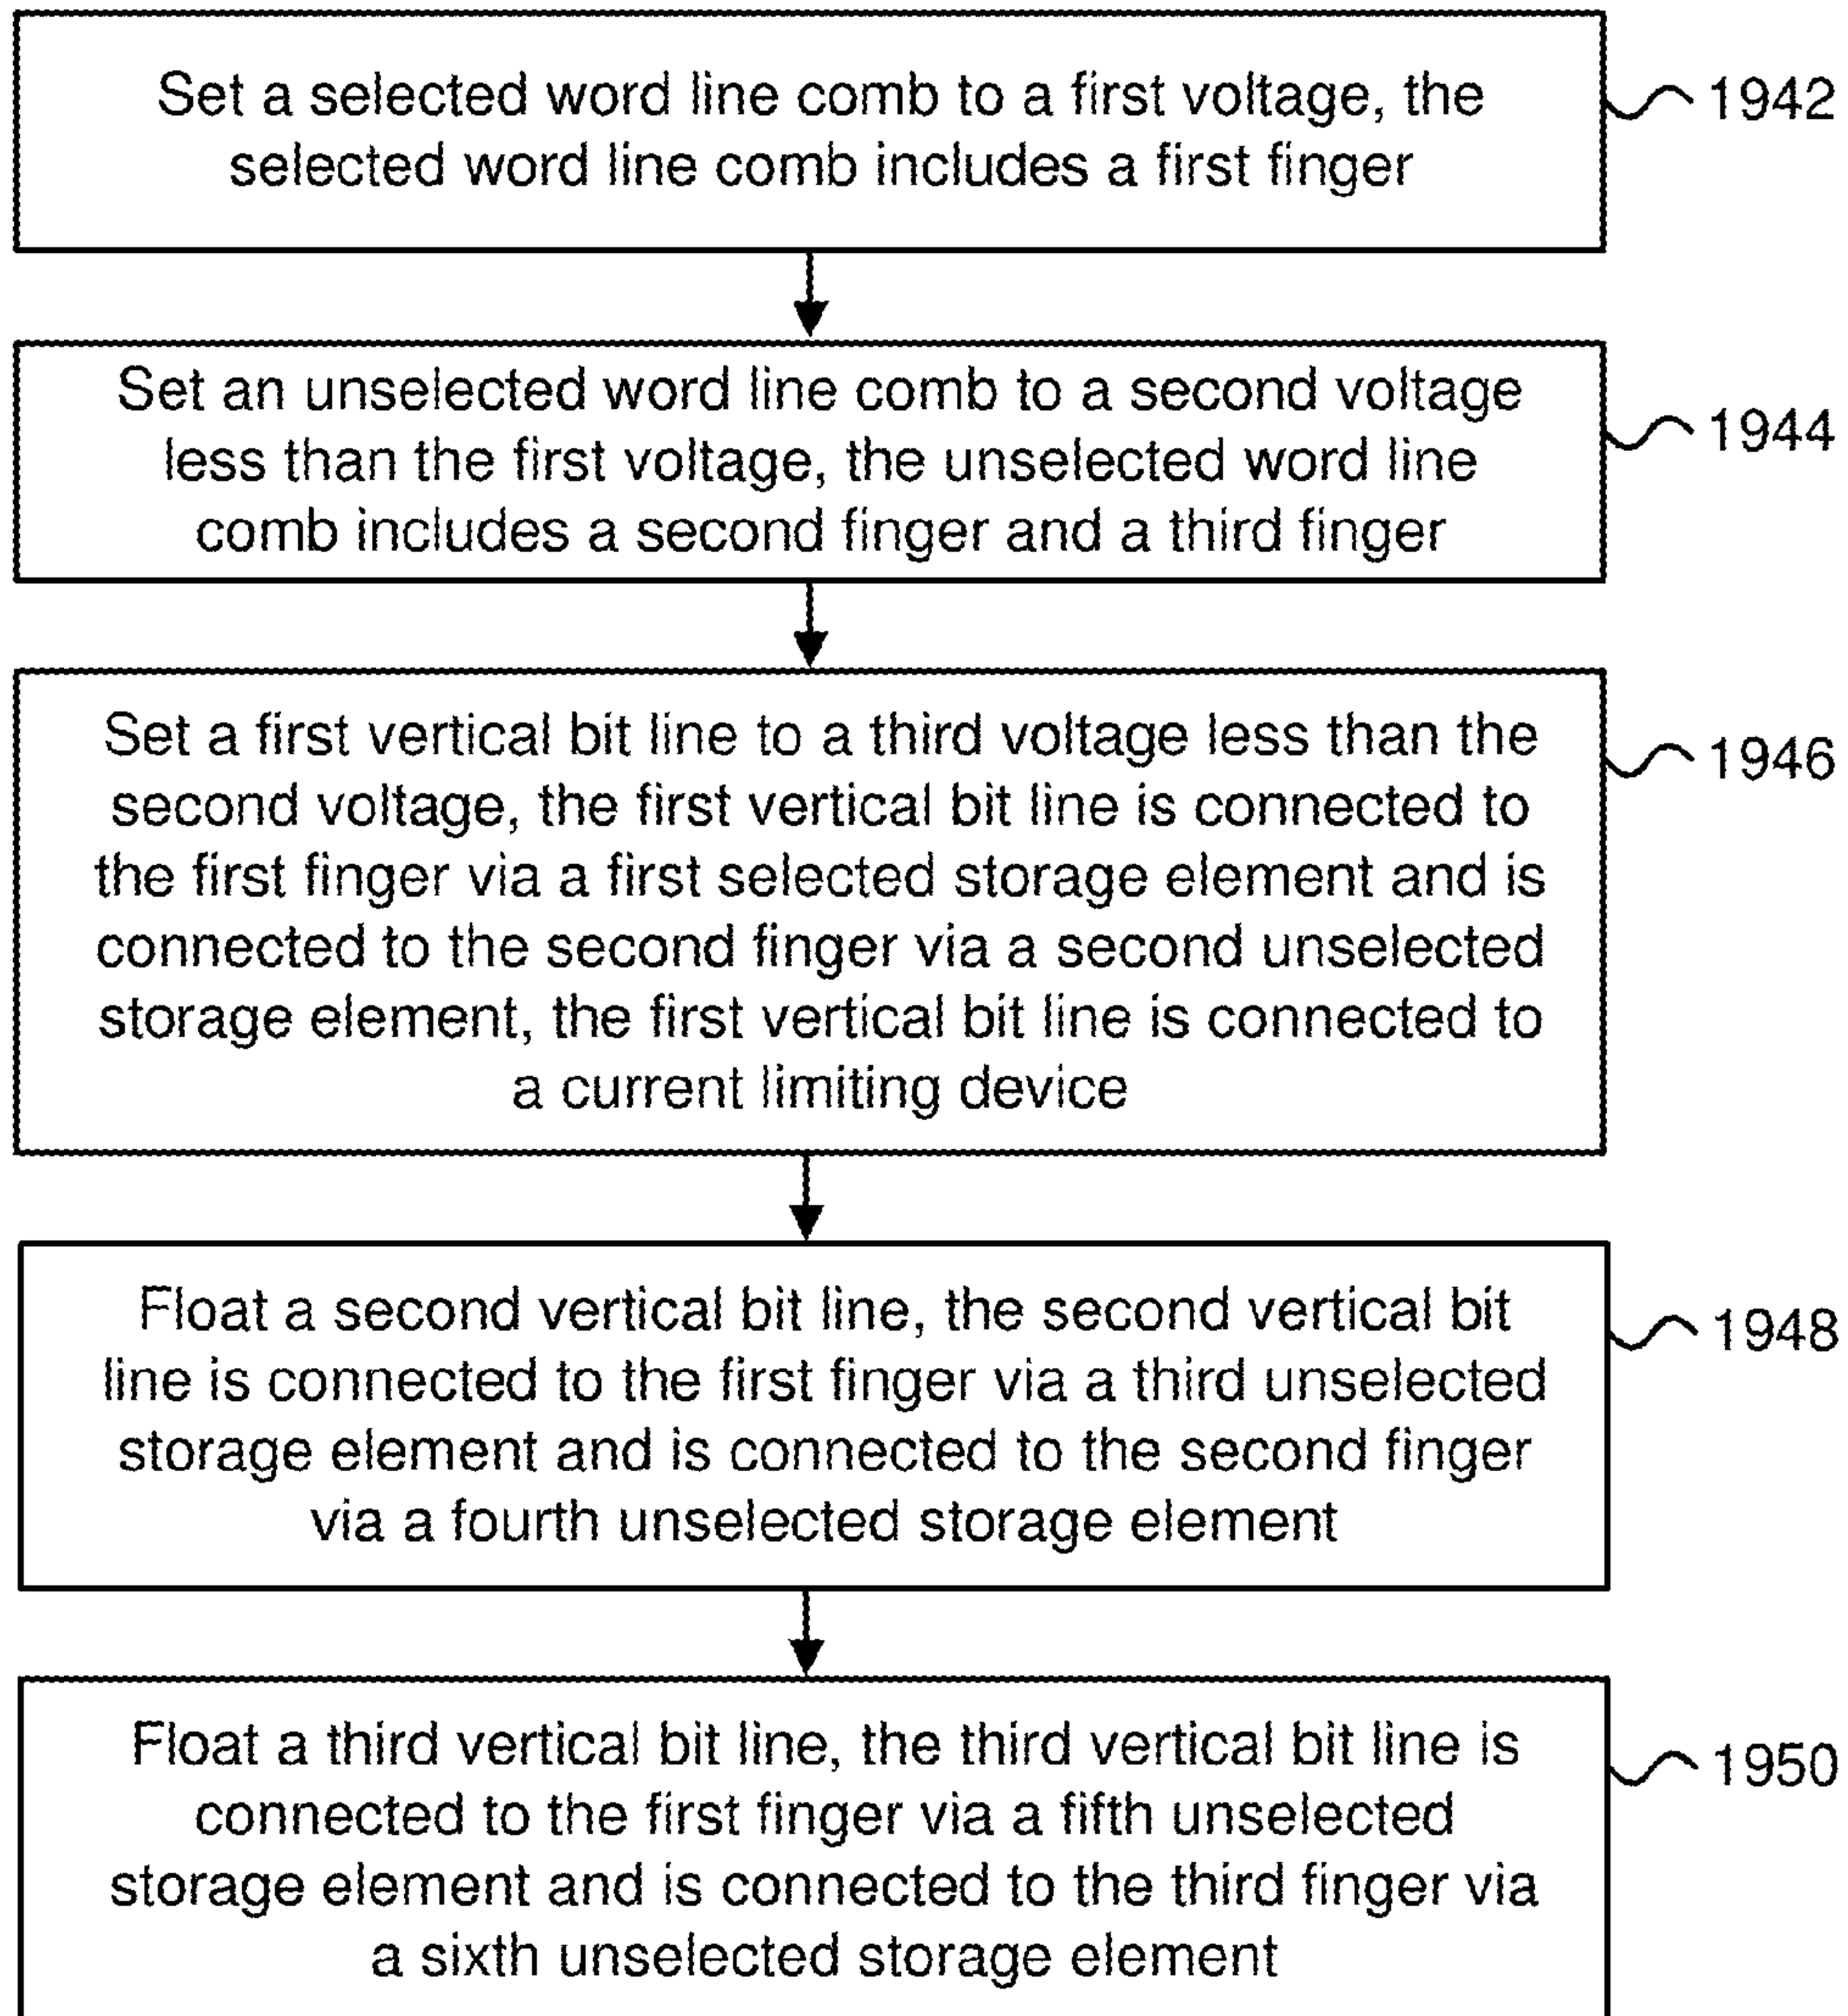 Set a selected word line comb to a first voltage, the
selected word line comb includes a first finger
1942
Set an unselected word line comb to a second voltage
less than the first voltage, the unselected word line
comb includes a second finger and a third finger
1944
Set a first vertical bit line to a third voltage less than the
second voltage, the first vertical bit line is connected to
the first finger via a first selected storage element and is
connected to the second finger via a second unselected
storage element, the first vertical bit line is connected to
a current limiting device
1946
Float a second vertical bit line, the second vertical bit
line is connected to the first finger via a third unselected
storage element and is connected to the second finger
via a fourth unselected storage element
1948
Float a third vertical bit line, the third vertical bit line is
connected to the first finger via a fifth unselected
storage element and is connected to the third finger via
a sixth unselected storage element
1950